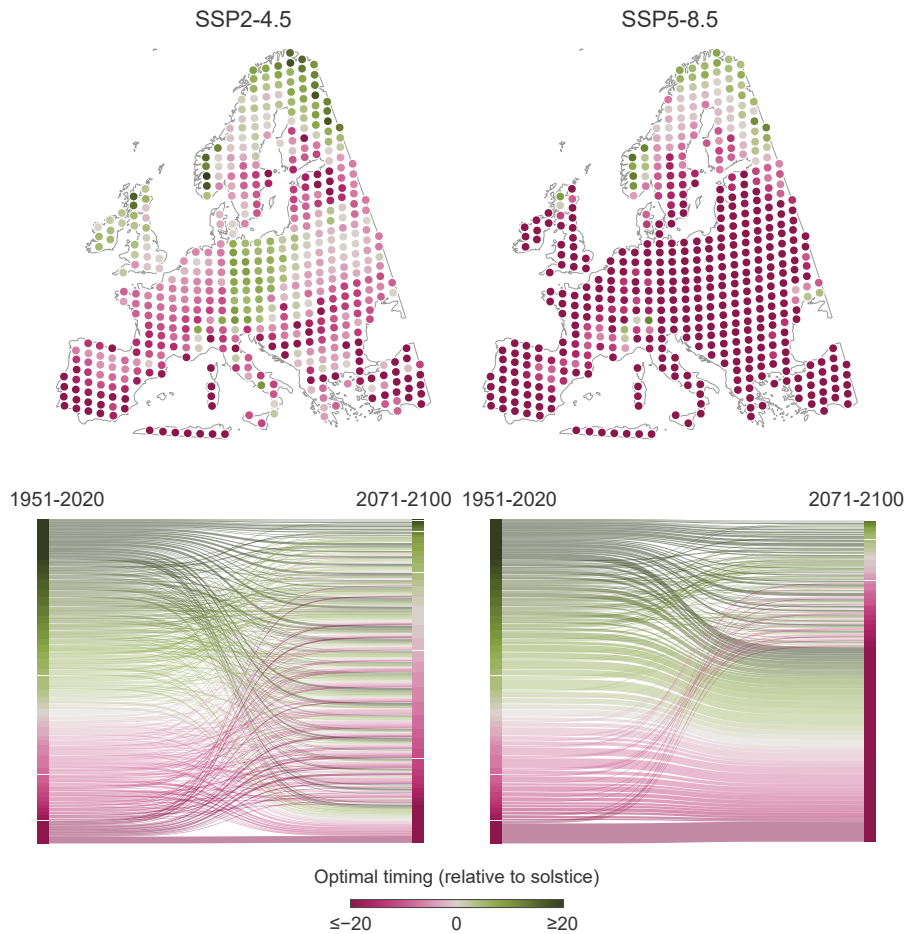 SSP2-4.5 SSP5-8.5
1951-2020 2071-2100 1951-2020 2071-2100
Optimal timing (relative to solstice)
≤−20 0 ≥20